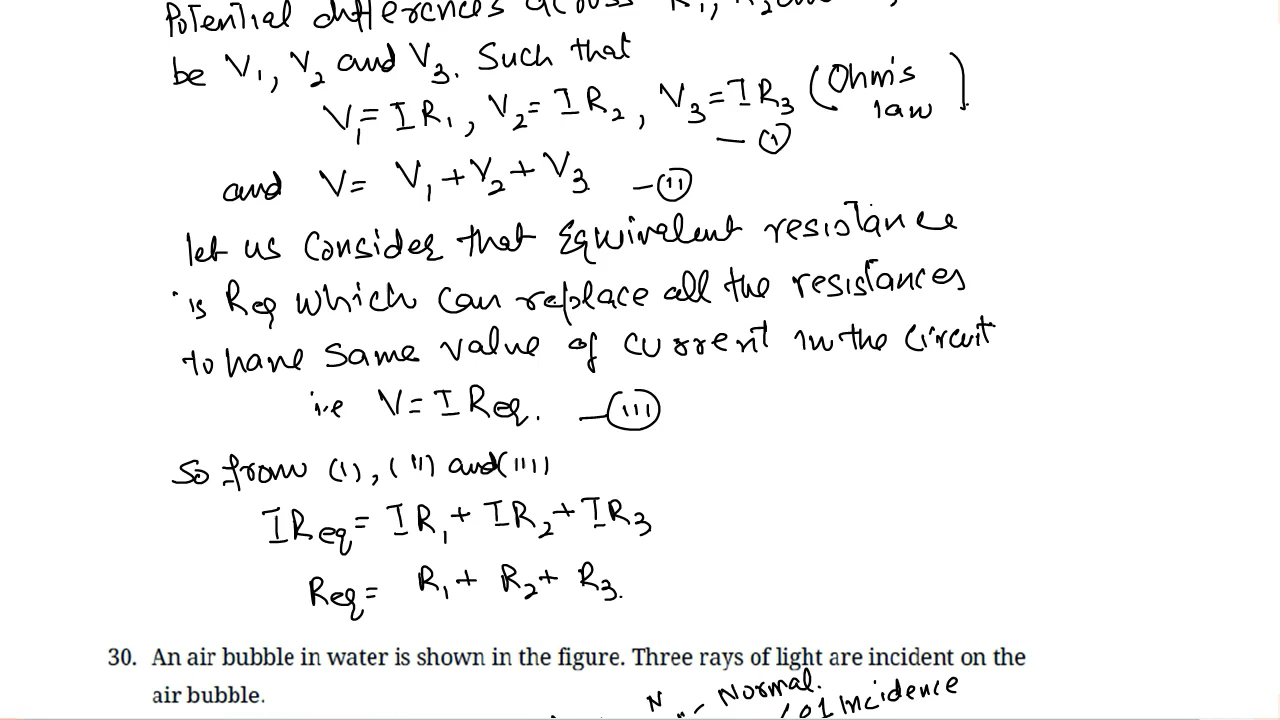 Potential differences across R₁, R₂
be V₁, V₂ and V₃. Such that
V₁ = IR₁, V₂ = IR₂, V₃ = IR₃ (Ohm's law) — (i)
and V = V₁ + V₂ + V₃ — (ii)
let us Consider that Equivalent resistance
is Req which can replace all the resistances
to have same value of current in the circuit
i.e V = I Req. — (iii)
So from (i), (ii) and (iii)
I Req = IR₁ + IR₂ + IR₃
Req = R₁ + R₂ + R₃.
30. An air bubble in water is shown in the figure. Three rays of light are incident on the
air bubble.
N Normal.
Incidence